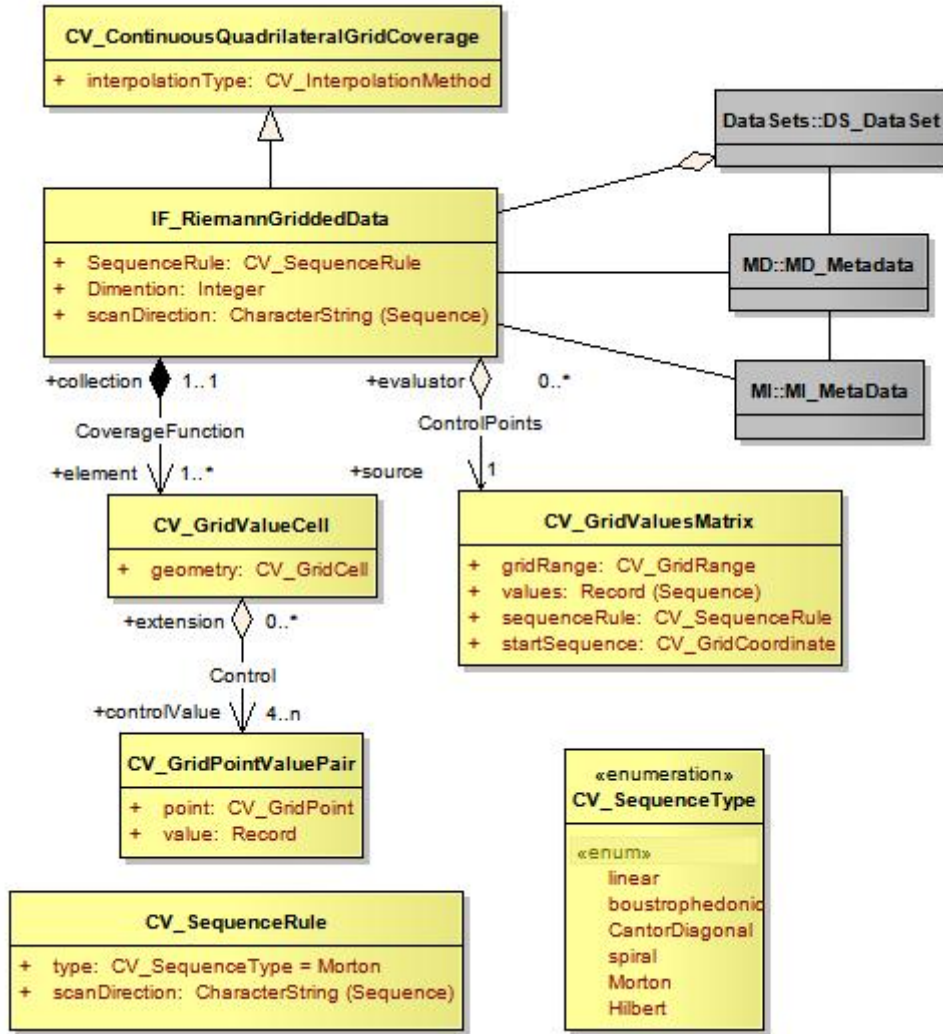 CV_ContinuousQuadrilateralGridCoverage
+ interpolationType: CV_InterpolationMethod
DataSets::DS_DataSet
IF_RiemannGriddedData
+ SequenceRule: CV_SequenceRule
+ Dimention: Integer
+ scanDirection: CharacterString (Sequence)
MD::MD_Metadata
MI::MI_MetaData
+collection 1..1
+evaluator 0..*
CoverageFunction
ControlPoints
+element 1..*
+source 1
CV_GridValueCell
+ geometry: CV_GridCell
CV_GridValuesMatrix
+ gridRange: CV_GridRange
+ values: Record (Sequence)
+ sequenceRule: CV_SequenceRule
+ startSequence: CV_GridCoordinate
+extension 0..*
Control
+controlValue 4..n
CV_GridPointValuePair
+ point: CV_GridPoint
+ value: Record
«enumeration»
CV_SequenceType
«enum»
linear
boustrophedonic
CantorDiagonal
spiral
Morton
Hilbert
CV_SequenceRule
+ type: CV_SequenceType = Morton
+ scanDirection: CharacterString (Sequence)